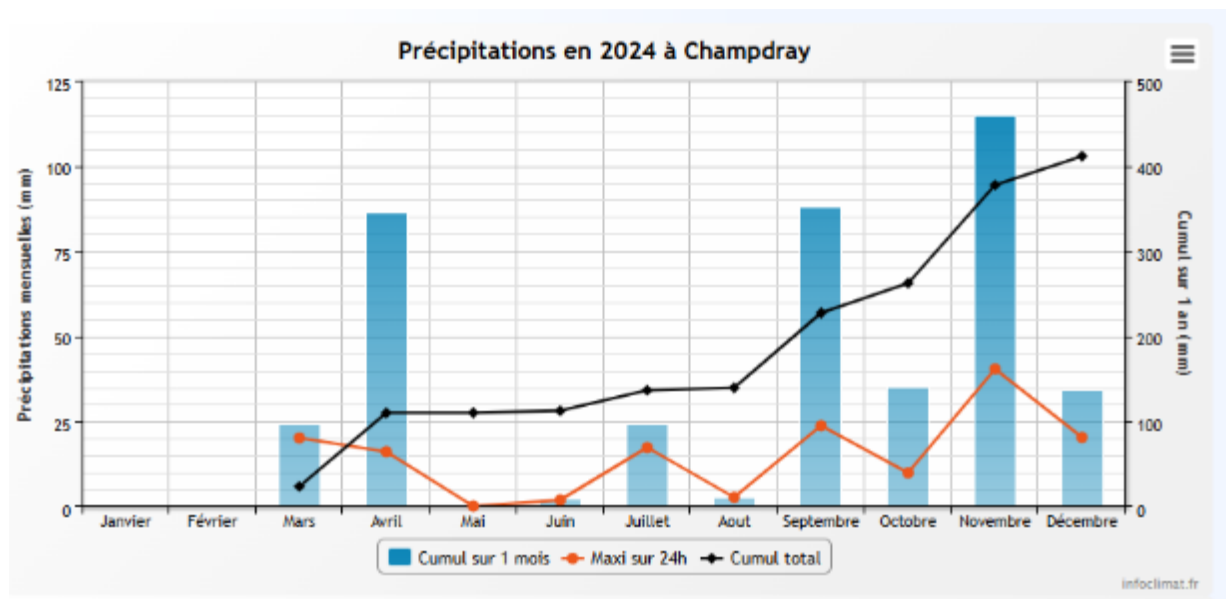 Précipitations en 2024 à Champdray
125
100
75
50
25
0
Précipitations mensuelles (mm)
500
400
300
200
100
0
Cumul sur 1 an (mm)
Janvier Février Mars Avril Mai Juin Juillet Aout Septembre Octobre Novembre Décembre
Cumul sur 1 mois Maxi sur 24h Cumul total
infoclimat.fr